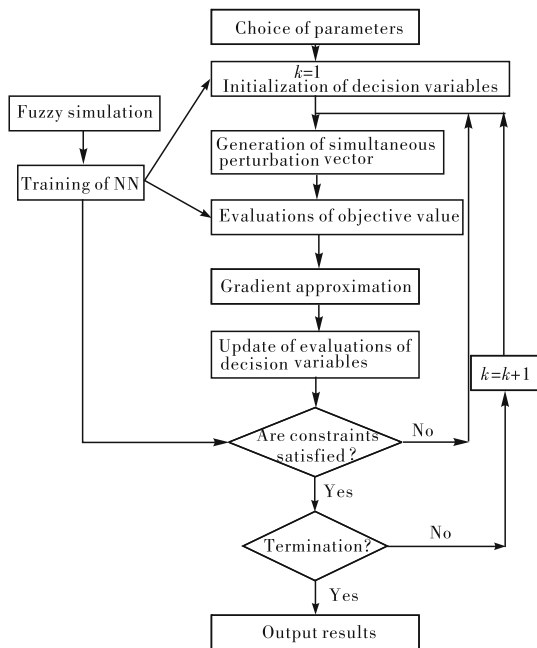 Choice of parameters
k=1
Initialization of decision variables
Fuzzy simulation
Training of NN
Generation of simultaneous
perturbation vector
Evaluations of objective value
Gradient approximation
Update of evaluations of
decision variables
k=k+1
Are constraints
satisfied?
No
Yes
Termination?
No
Yes
Output results